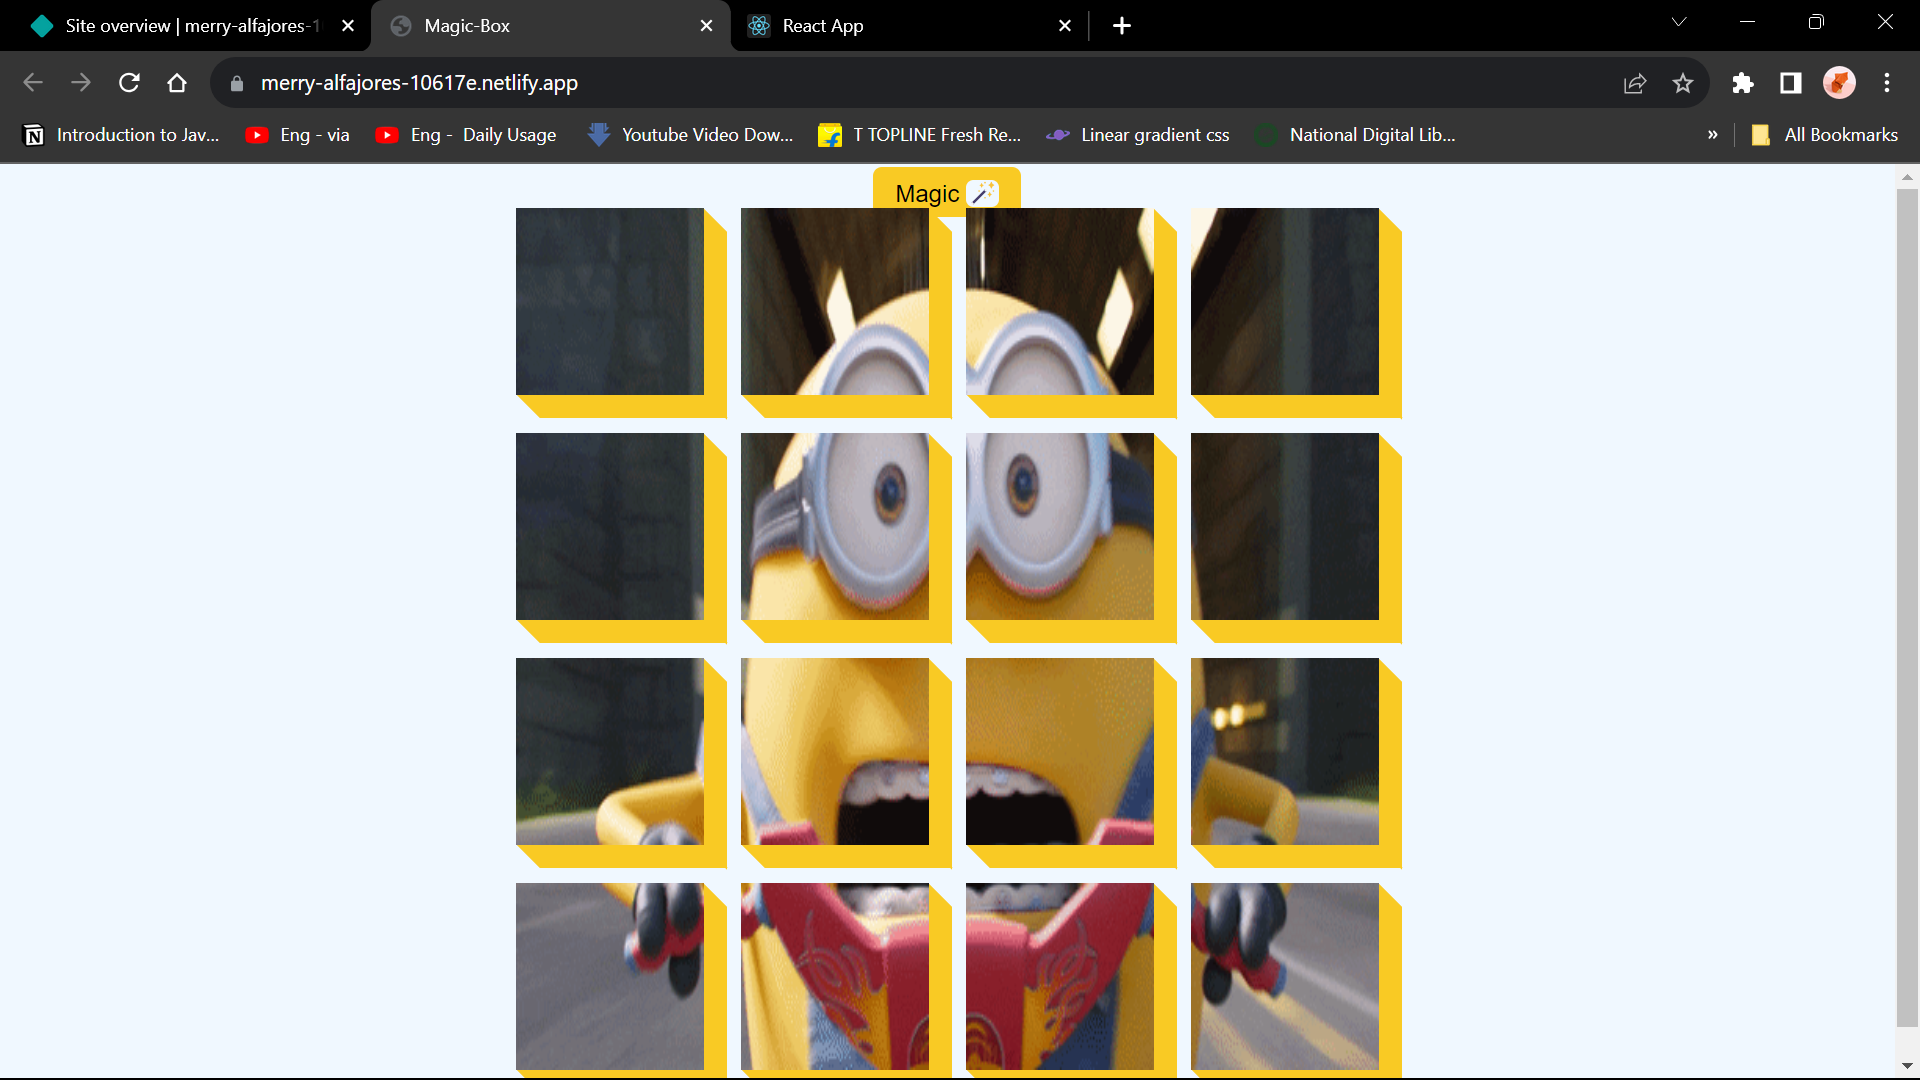 Site overview | merry-alfajores-1
Magic-Box
React App
merry-alfajores-10617e.netlify.app
Introduction to Jav...
Eng - via
Eng - Daily Usage
Youtube Video Dow...
T TOPLINE Fresh Re...
Linear gradient css
National Digital Lib...
»
All Bookmarks
Magic